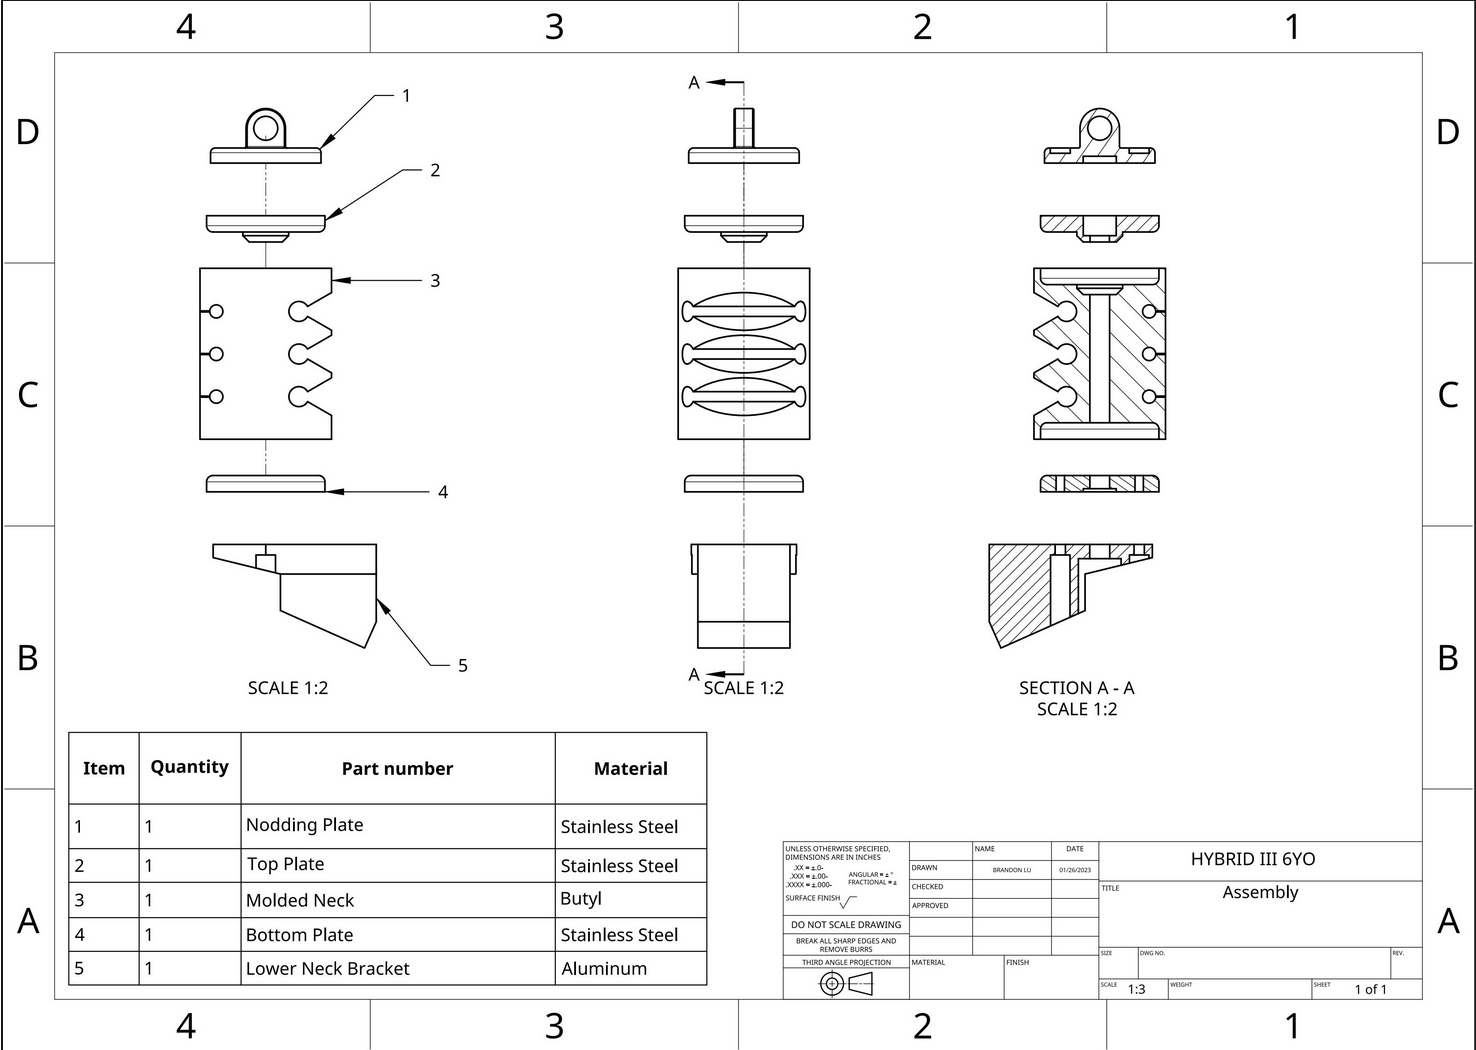 4 3 2 1
D D
C C
B B
A A
1
2
3
4
5
A
A
SCALE 1:2
SCALE 1:2
SECTION A - A
SCALE 1:2
Item Quantity Part number Material
1 1 Nodding Plate Stainless Steel
2 1 Top Plate Stainless Steel
3 1 Molded Neck Butyl
4 1 Bottom Plate Stainless Steel
5 1 Lower Neck Bracket Aluminum
UNLESS OTHERWISE SPECIFIED,
DIMENSIONS ARE IN INCHES
.XX = ±.0-
.XXX = ±.00-
.XXXX = ±.000-
ANGULAR = ± °
FRACTIONAL = ±
SURFACE FINISH
DO NOT SCALE DRAWING
BREAK ALL SHARP EDGES AND
REMOVE BURRS
THIRD ANGLE PROJECTION
NAME DATE
DRAWN BRANDON LU 01/26/2023
CHECKED
APPROVED
MATERIAL FINISH
HYBRID III 6YO
TITLE
Assembly
SIZE DWG NO. REV.
SCALE 1:3 WEIGHT SHEET 1 of 1
4 3 2 1